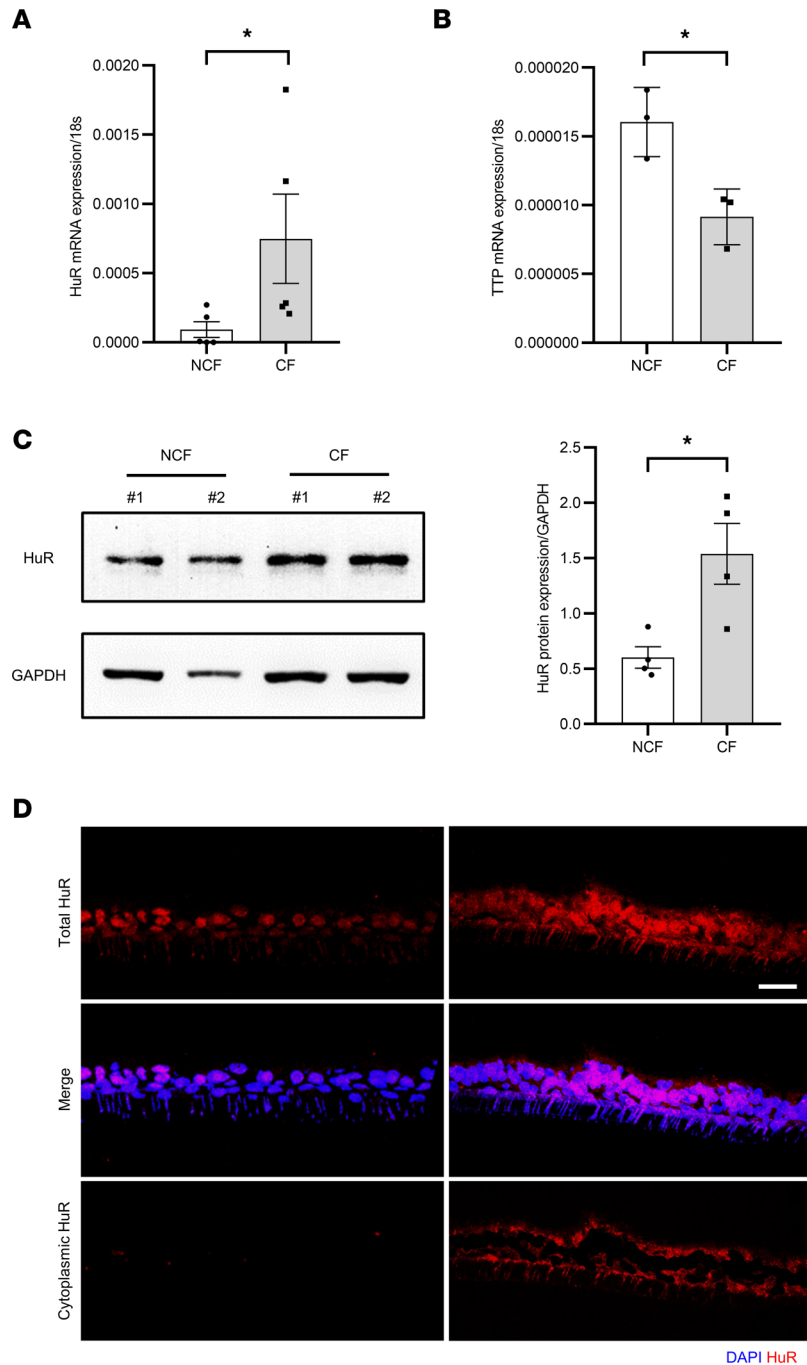 A
*
HuR mRNA expression/18s
0.0020
0.0015
0.0010
0.0005
0.0000
NCF CF
B
*
TTP mRNA expression/18s
0.000020
0.000015
0.000010
0.000005
0.000000
NCF CF
C
NCF CF
#1 #2 #1 #2
HuR
GAPDH
*
HuR protein expression/GAPDH
2.5
2.0
1.5
1.0
0.5
0.0
NCF CF
D
Total HuR
Merge
Cytoplasmic HuR
DAPI HuR